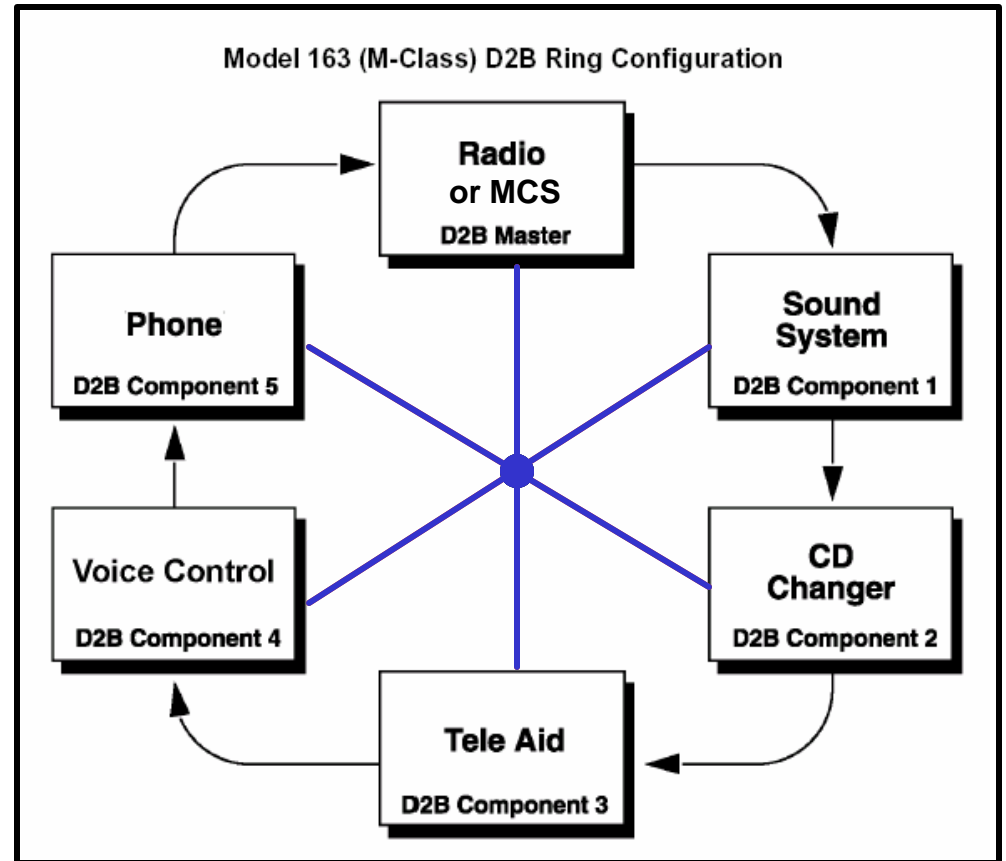 Model 163 (M-Class) D2B Ring Configuration
Radio
or MCS
D2B Master
Sound
System
D2B Component 1
CD
Changer
D2B Component 2
Tele Aid
D2B Component 3
Voice Control
D2B Component 4
Phone
D2B Component 5